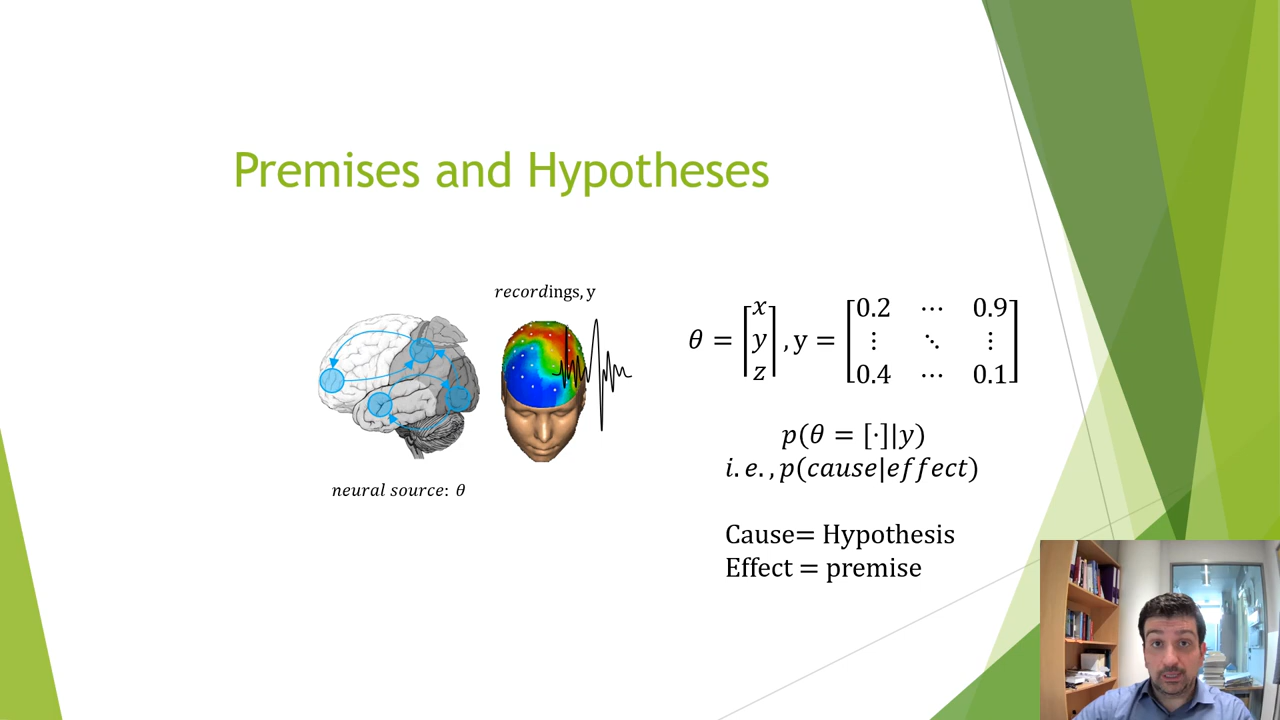 Premises and Hypotheses
recordings, y
neural source: θ
θ = [x y z] , y = [0.2 ⋯ 0.9 ⋮ ⋱ ⋮ 0.4 ⋯ 0.1]
p(θ = [·]|y)
i.e., p(cause|effect)
Cause= Hypothesis
Effect = premise